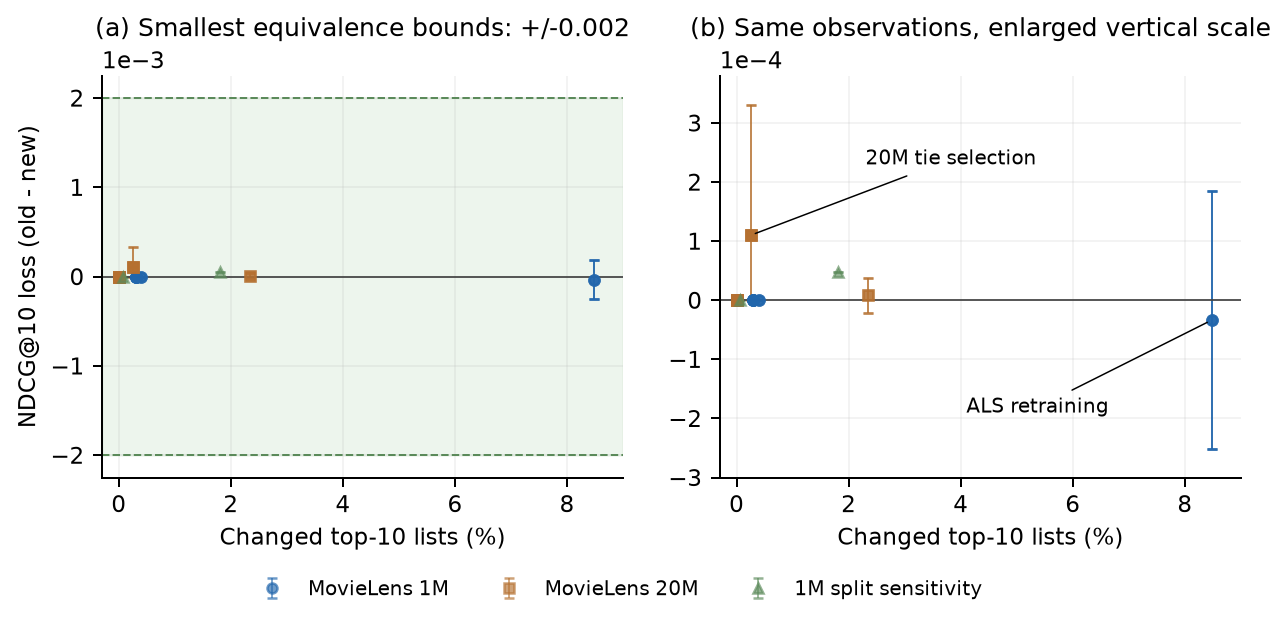 (a) Smallest equivalence bounds: +/-0.002
1e−3
2
1
0
−1
−2
NDCG@10 loss (old - new)
0 2 4 6 8
Changed top-10 lists (%)
(b) Same observations, enlarged vertical scale
1e−4
3
2
1
0
−1
−2
−3
20M tie selection
ALS retraining
0 2 4 6 8
Changed top-10 lists (%)
MovieLens 1M MovieLens 20M 1M split sensitivity